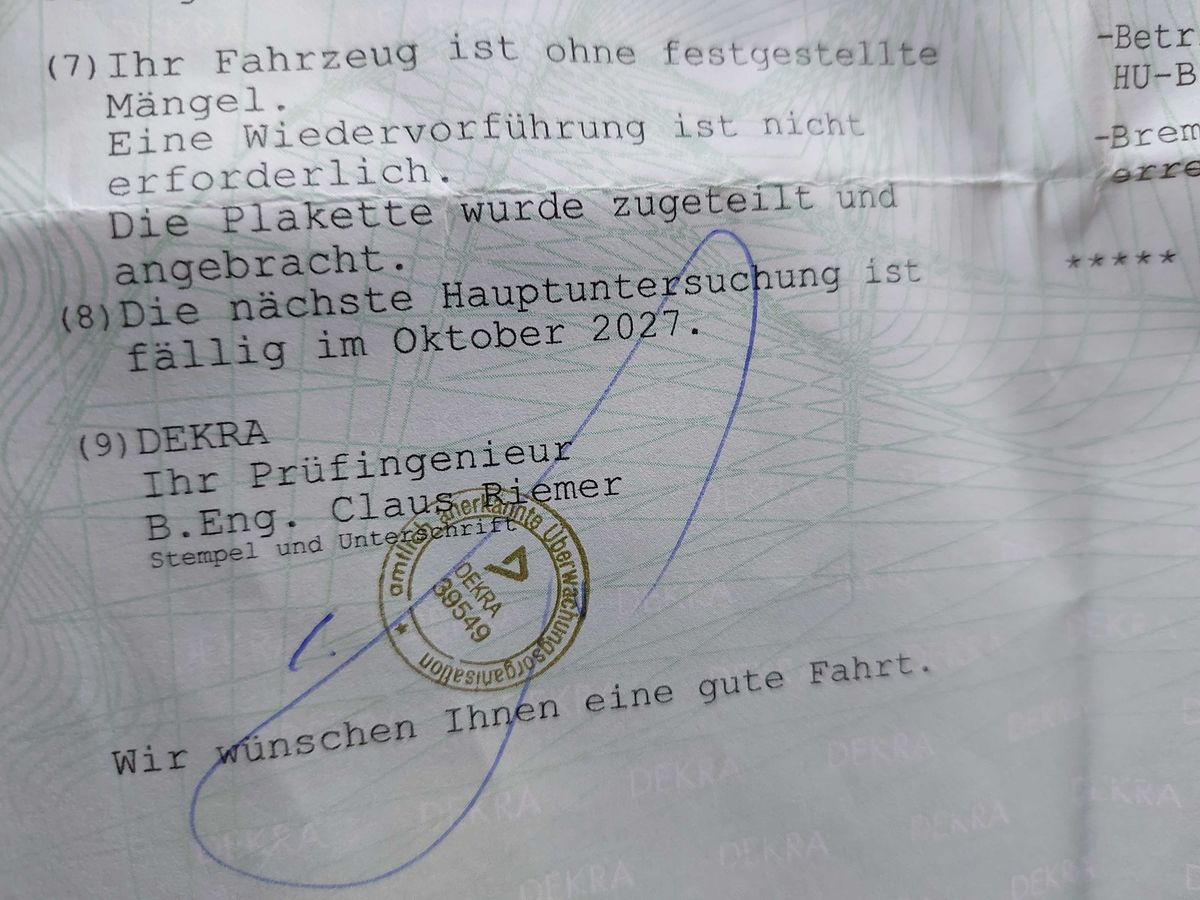 (7) Ihr Fahrzeug ist ohne festgestellte
Mängel.
Eine Wiedervorführung ist nicht
erforderlich.
Die Plakette wurde zugeteilt und
angebracht.
(8) Die nächste Hauptuntersuchung ist
fällig im Oktober 2027.
(9) DEKRA
Ihr Prüfingenieur
B.Eng. Claus Riemer
Stempel und Unterschrift
amtlich anerkannte Überwachungsorganisation
DEKRA
39549
Wir wünschen Ihnen eine gute Fahrt.
-Betr
HU-B
-Brem
erre
*****